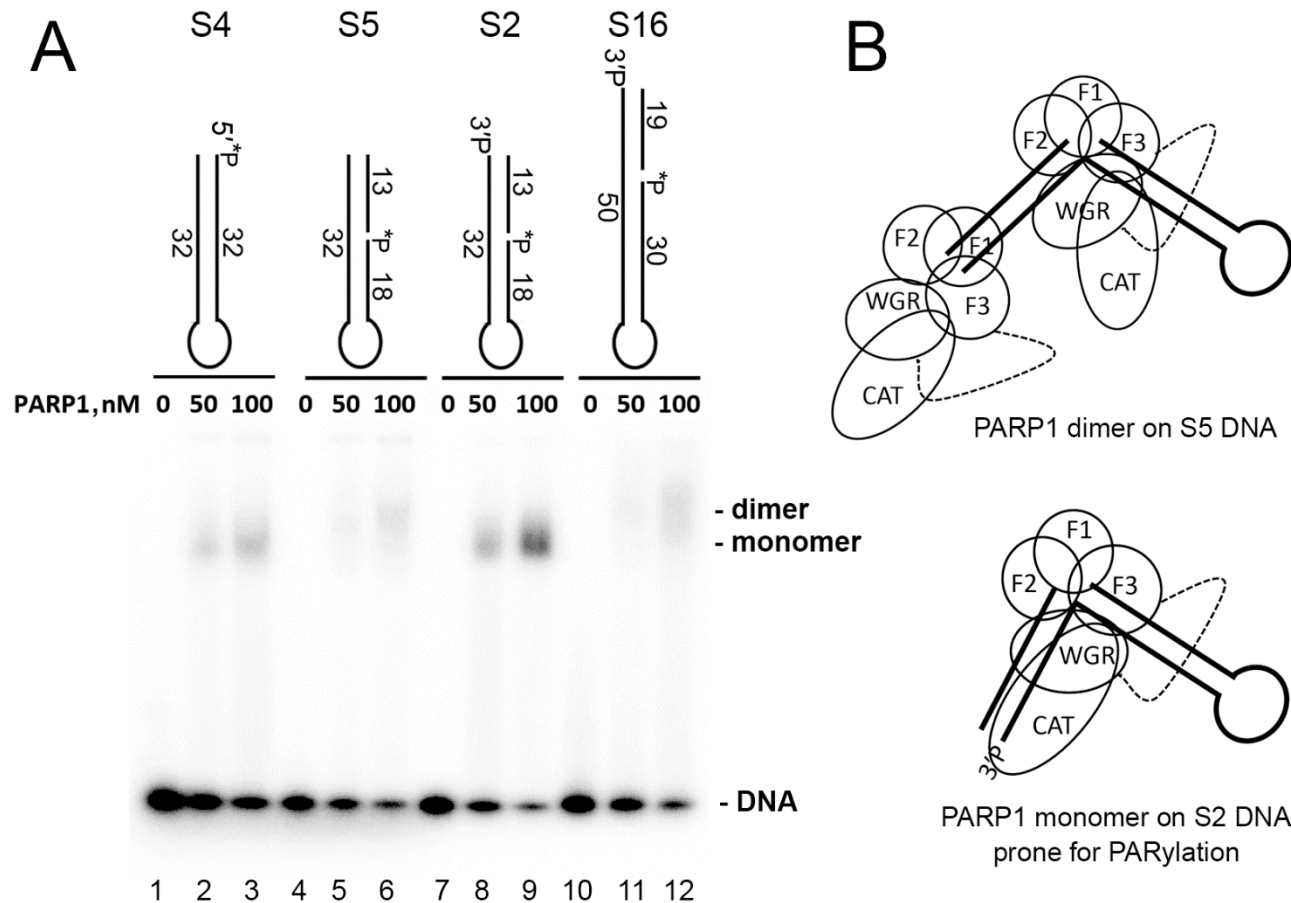 A
S4 S5 S2 S16
5'*P
32
32
13
*P
32
18
3'P
13
*P
32
18
3'P
19
*P
50
30
PARP1, nM 0 50 100 0 50 100 0 50 100 0 50 100
- dimer
- monomer
- DNA
1 2 3 4 5 6 7 8 9 10 11 12
B
F1
F2 F3
WGR
CAT
F2 F1
WGR F3
CAT
PARP1 dimer on S5 DNA
F1
F2 F3
WGR
CAT
3'P
PARP1 monomer on S2 DNA
prone for PARylation